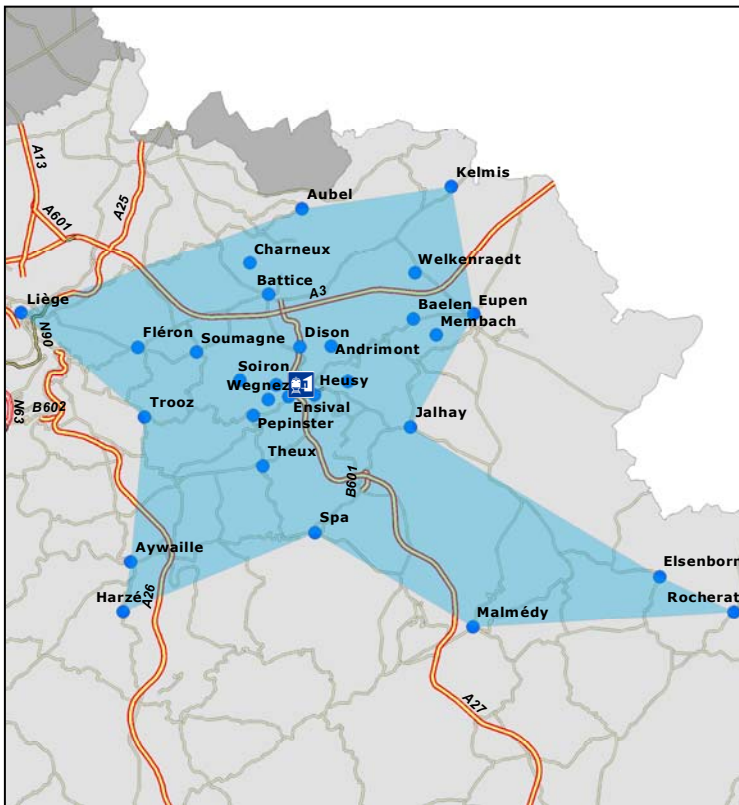 Kelmis
A13
A25
Aubel
A601
Charneux
Welkenraedt
Battice
A3
Liège
Baelen
Eupen
N90
Fléron
Soumagne
Dison
Membach
Andrimont
Soiron
Wegnez
Heusy
N63
B602
Trooz
Ensival
Pepinster
Jalhay
Theux
B601
Spa
Aywaille
Elsenborn
Harzé
A26
Rocherat
Malmédy
A27